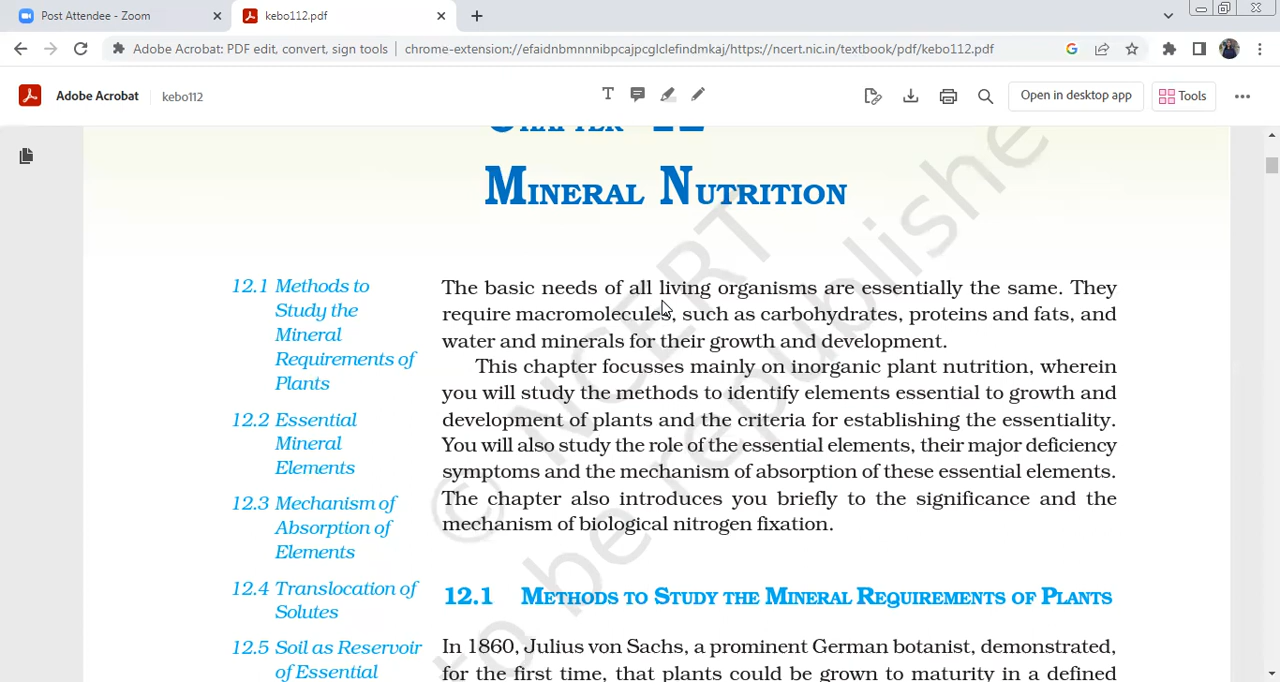 Post Attendee - Zoom
kebo112.pdf
Adobe Acrobat: PDF edit, convert, sign tools | chrome-extension://efaidnbmnnnibpcajpcglclefindmkaj/https://ncert.nic.in/textbook/pdf/kebo112.pdf
Adobe Acrobat kebo112
Open in desktop app
Tools
CHAPTER 12
MINERAL NUTRITION
12.1 Methods to
Study the
Mineral
Requirements of
Plants
12.2 Essential
Mineral
Elements
12.3 Mechanism of
Absorption of
Elements
12.4 Translocation of
Solutes
12.5 Soil as Reservoir
of Essential
The basic needs of all living organisms are essentially the same. They
require macromolecules, such as carbohydrates, proteins and fats, and
water and minerals for their growth and development.
This chapter focusses mainly on inorganic plant nutrition, wherein
you will study the methods to identify elements essential to growth and
development of plants and the criteria for establishing the essentiality.
You will also study the role of the essential elements, their major deficiency
symptoms and the mechanism of absorption of these essential elements.
The chapter also introduces you briefly to the significance and the
mechanism of biological nitrogen fixation.
12.1 METHODS TO STUDY THE MINERAL REQUIREMENTS OF PLANTS
In 1860, Julius von Sachs, a prominent German botanist, demonstrated,
for the first time, that plants could be grown to maturity in a defined
© NCERT
to be republishe